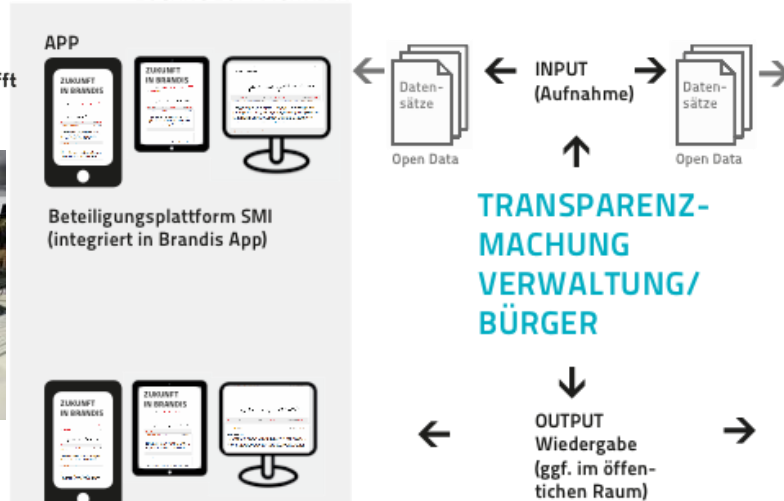 APP
fft
ZUKUNFT
IN BRANDIS
ZUKUNFT
IN BRANDIS
Beteiligungsplattform SMI
(integriert in Brandis App)
Daten-
sätze
Open Data
INPUT
(Aufnahme)
Daten-
sätze
Open Data
TRANSPARENZ-
MACHUNG
VERWALTUNG/
BÜRGER
ZUKUNFT
IN BRANDIS
ZUKUNFT
IN BRANDIS
OUTPUT
Wiedergabe
(ggf. im öffen-
tichen Raum)